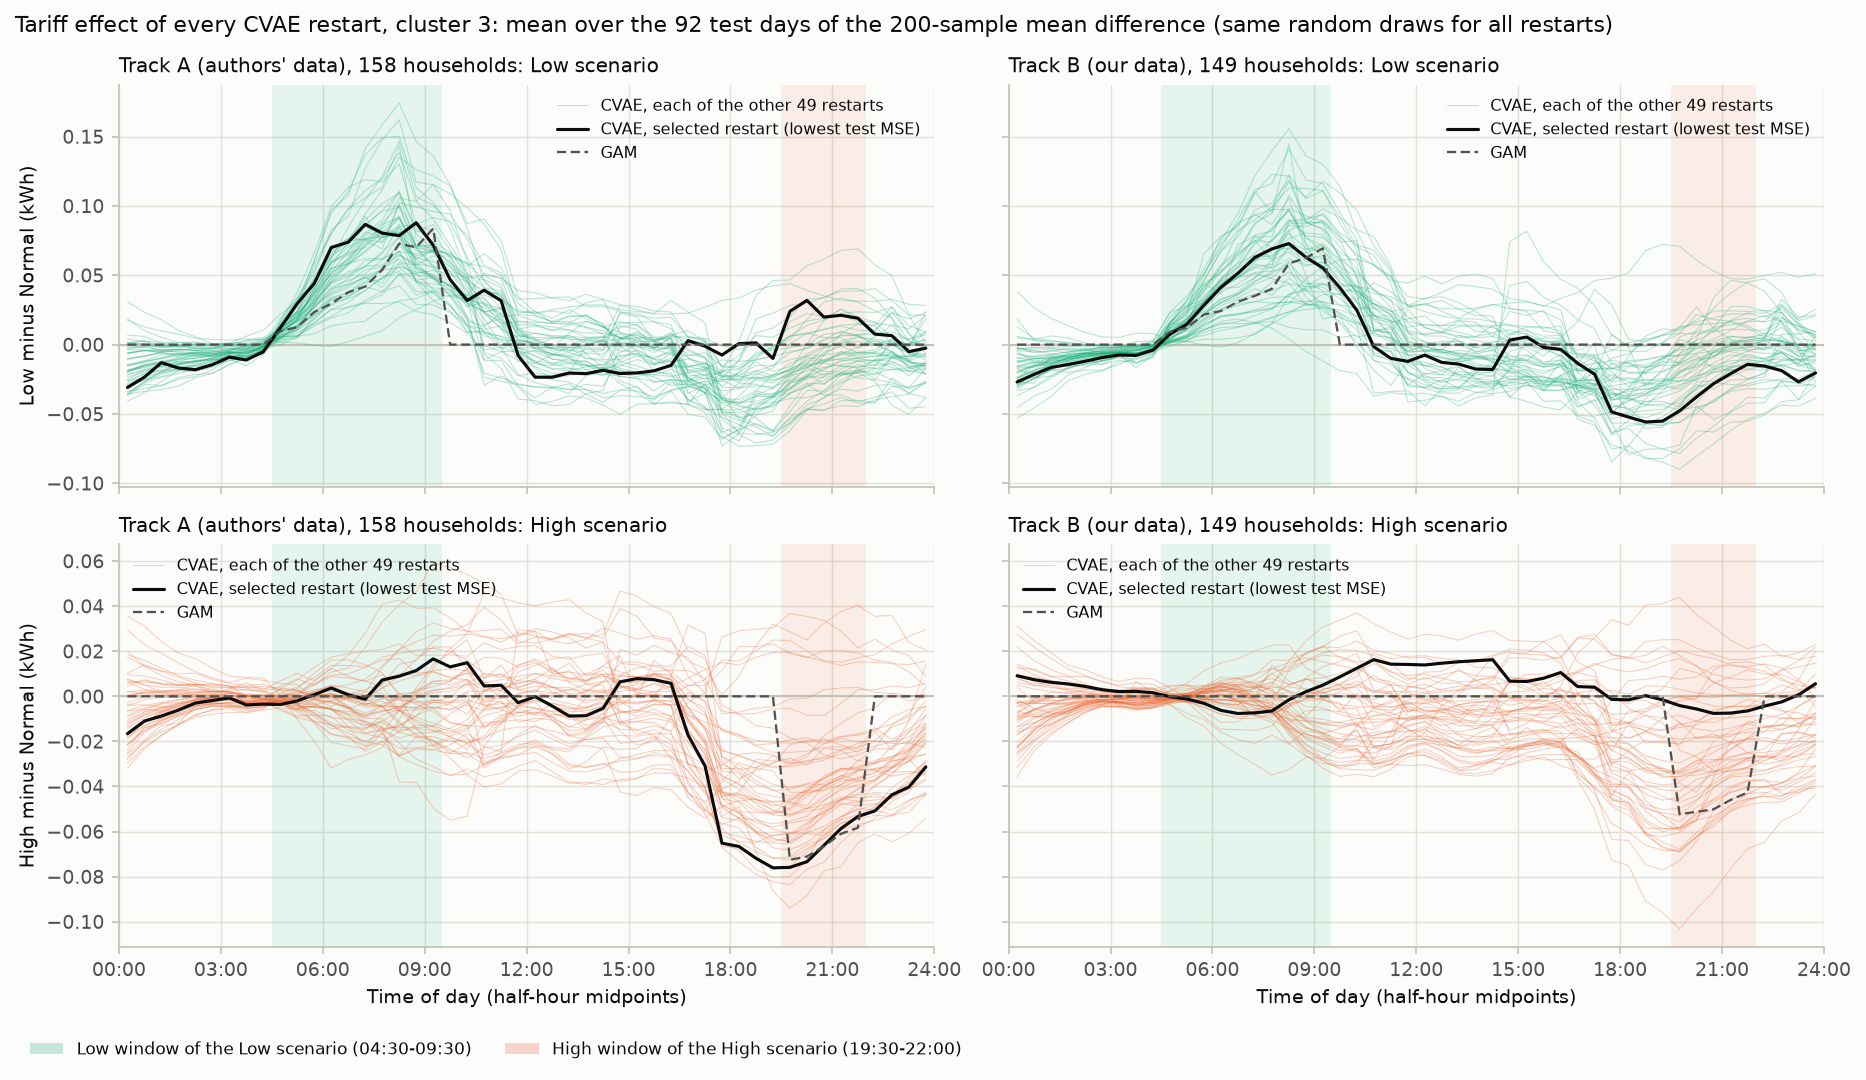 Tariff effect of every CVAE restart, cluster 3: mean over the 92 test days of the 200-sample mean difference (same random draws for all restarts)
Track A (authors' data), 158 households: Low scenario
CVAE, each of the other 49 restarts
CVAE, selected restart (lowest test MSE)
GAM
Low minus Normal (kWh)
0.15
0.10
0.05
0.00
−0.05
−0.10
Track B (our data), 149 households: Low scenario
CVAE, each of the other 49 restarts
CVAE, selected restart (lowest test MSE)
GAM
Track A (authors' data), 158 households: High scenario
CVAE, each of the other 49 restarts
CVAE, selected restart (lowest test MSE)
GAM
High minus Normal (kWh)
0.06
0.04
0.02
0.00
−0.02
−0.04
−0.06
−0.08
−0.10
00:00 03:00 06:00 09:00 12:00 15:00 18:00 21:00 24:00
Time of day (half-hour midpoints)
Track B (our data), 149 households: High scenario
CVAE, each of the other 49 restarts
CVAE, selected restart (lowest test MSE)
GAM
00:00 03:00 06:00 09:00 12:00 15:00 18:00 21:00 24:00
Time of day (half-hour midpoints)
Low window of the Low scenario (04:30-09:30)
High window of the High scenario (19:30-22:00)